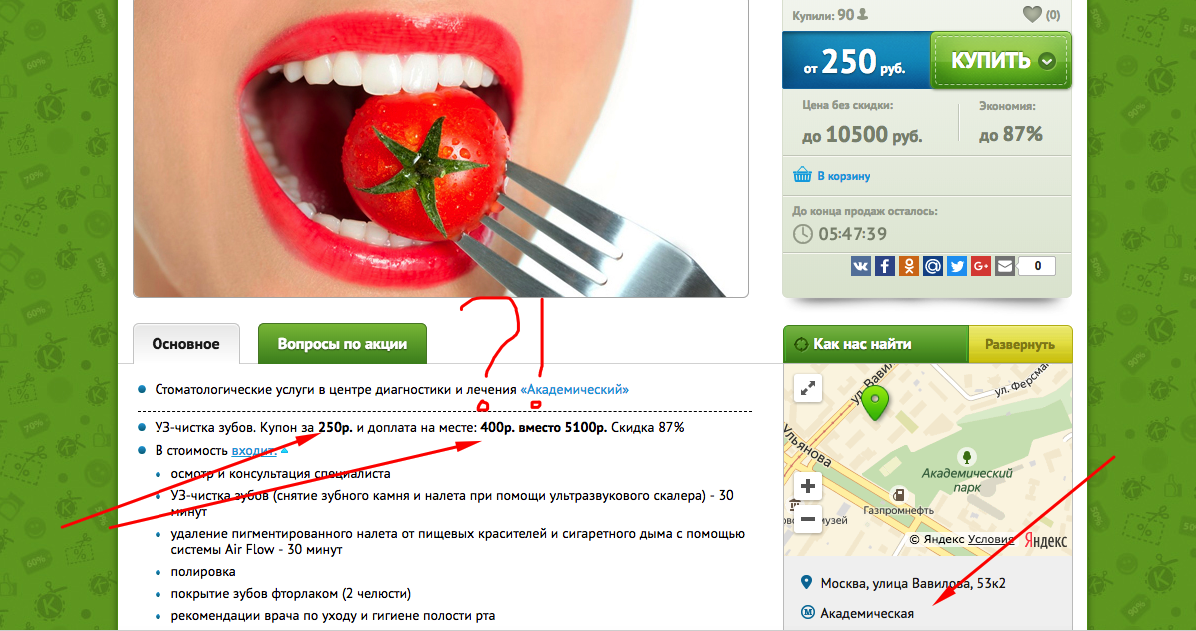 Купили: 90 (0)
от 250 руб. КУПИТЬ
Цена без скидки: Экономия:
до 10500 руб. до 87%
В корзину
До конца продаж осталось:
05:47:39
0
?!
Основное Вопросы по акции
Стоматологические услуги в центре диагностики и лечения «Академический»
УЗ-чистка зубов. Купон за 250р. и доплата на месте: 400р. вместо 5100р. Скидка 87%
В стоимость входит:
осмотр и консультация специалиста
УЗ-чистка зубов (снятие зубного камня и налета при помощи ультразвукового скалера) - 30
минут
удаление пигментированного налета от пищевых красителей и сигаретного дыма с помощью
системы Air Flow - 30 минут
полировка
покрытие зубов фторлаком (2 челюсти)
рекомендации врача по уходу и гигиене полости рта
Как нас найти Развернуть
ул. Вавил
ул. Ферсма
Ульянова
Академический
парк
Газпромнефть
музей
© Яндекс Условия Яндекс
Москва, улица Вавилова, 53к2
Академическая